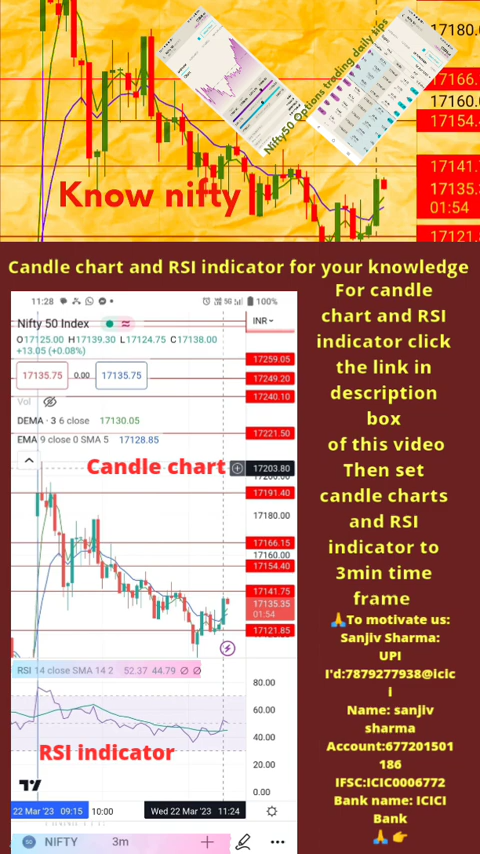 17180.0
17166.
17160.0
17154.4
17141.7
17135.3
01:54
17121.8
Nifty50 Options trading daily tips
Know nifty
Candle chart and RSI indicator for your knowledge
11:28
5G
100%
Nifty 50 Index
INR
O17125.00 H17139.30 L17124.75 C17138.00
+13.05 (+0.08%)
17135.75 0.00 17135.75
Vol
DEMA · 3 6 close 17130.05
EMA 9 close 0 SMA 5 17128.85
17259.05
17249.20
17240.10
17221.50
Candle chart
17203.80
17200.00
17191.40
17180.00
17166.15
17160.00
17154.40
17141.75
17135.35
01:54
17121.85
RSI 14 close SMA 14 2 52.37 44.79 ∅ ∅
80.00
60.00
40.00
0.00
RSI indicator
22 Mar '23 09:15 10:00 Wed 22 Mar '23 11:24
50 NIFTY 3m
For candle
chart and RSI
indicator click
the link in
description
box
of this video
Then set
candle charts
and RSI
indicator to
3min time
frame
🙏To motivate us:
Sanjiv Sharma:
UPI
I'd:7879277938@icic
i
Name: sanjiv
sharma
Account:677201501
186
IFSC:ICIC0006772
Bank name: ICICI
Bank
🙏👉